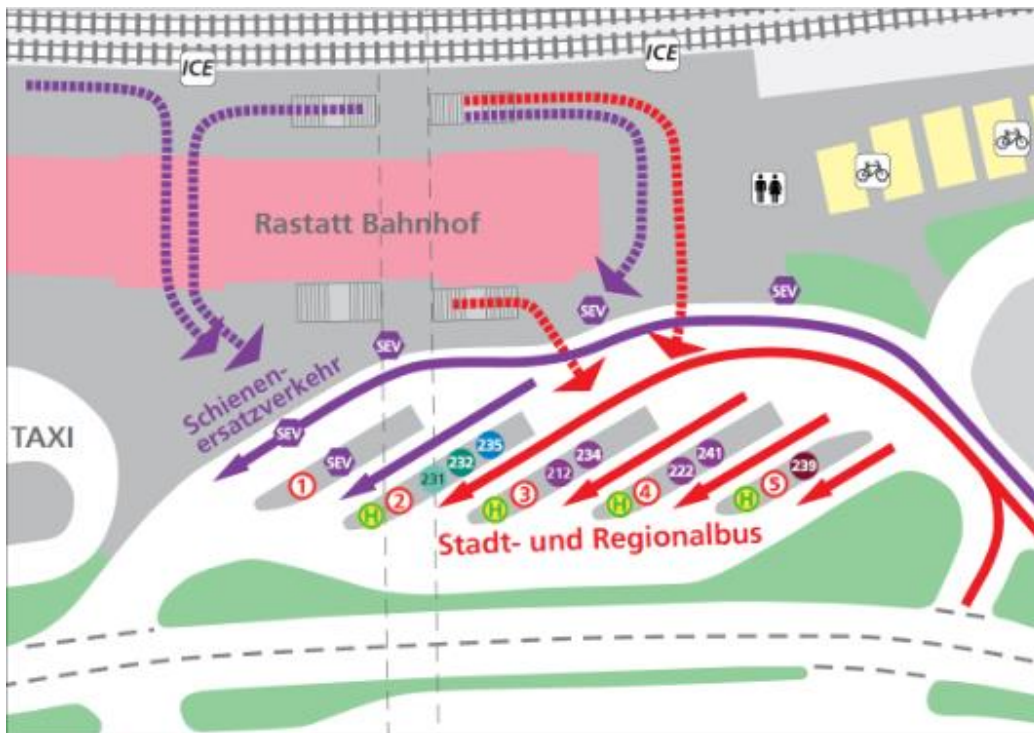 ICE
ICE
Rastatt Bahnhof
SEV
SEV
SEV
Schienen-
ersatzverkehr
TAXI
SEV
SEV
235
232
231
234
212
241
222
239
1
H
2
H
3
H
4
H
5
Stadt- und Regionalbus